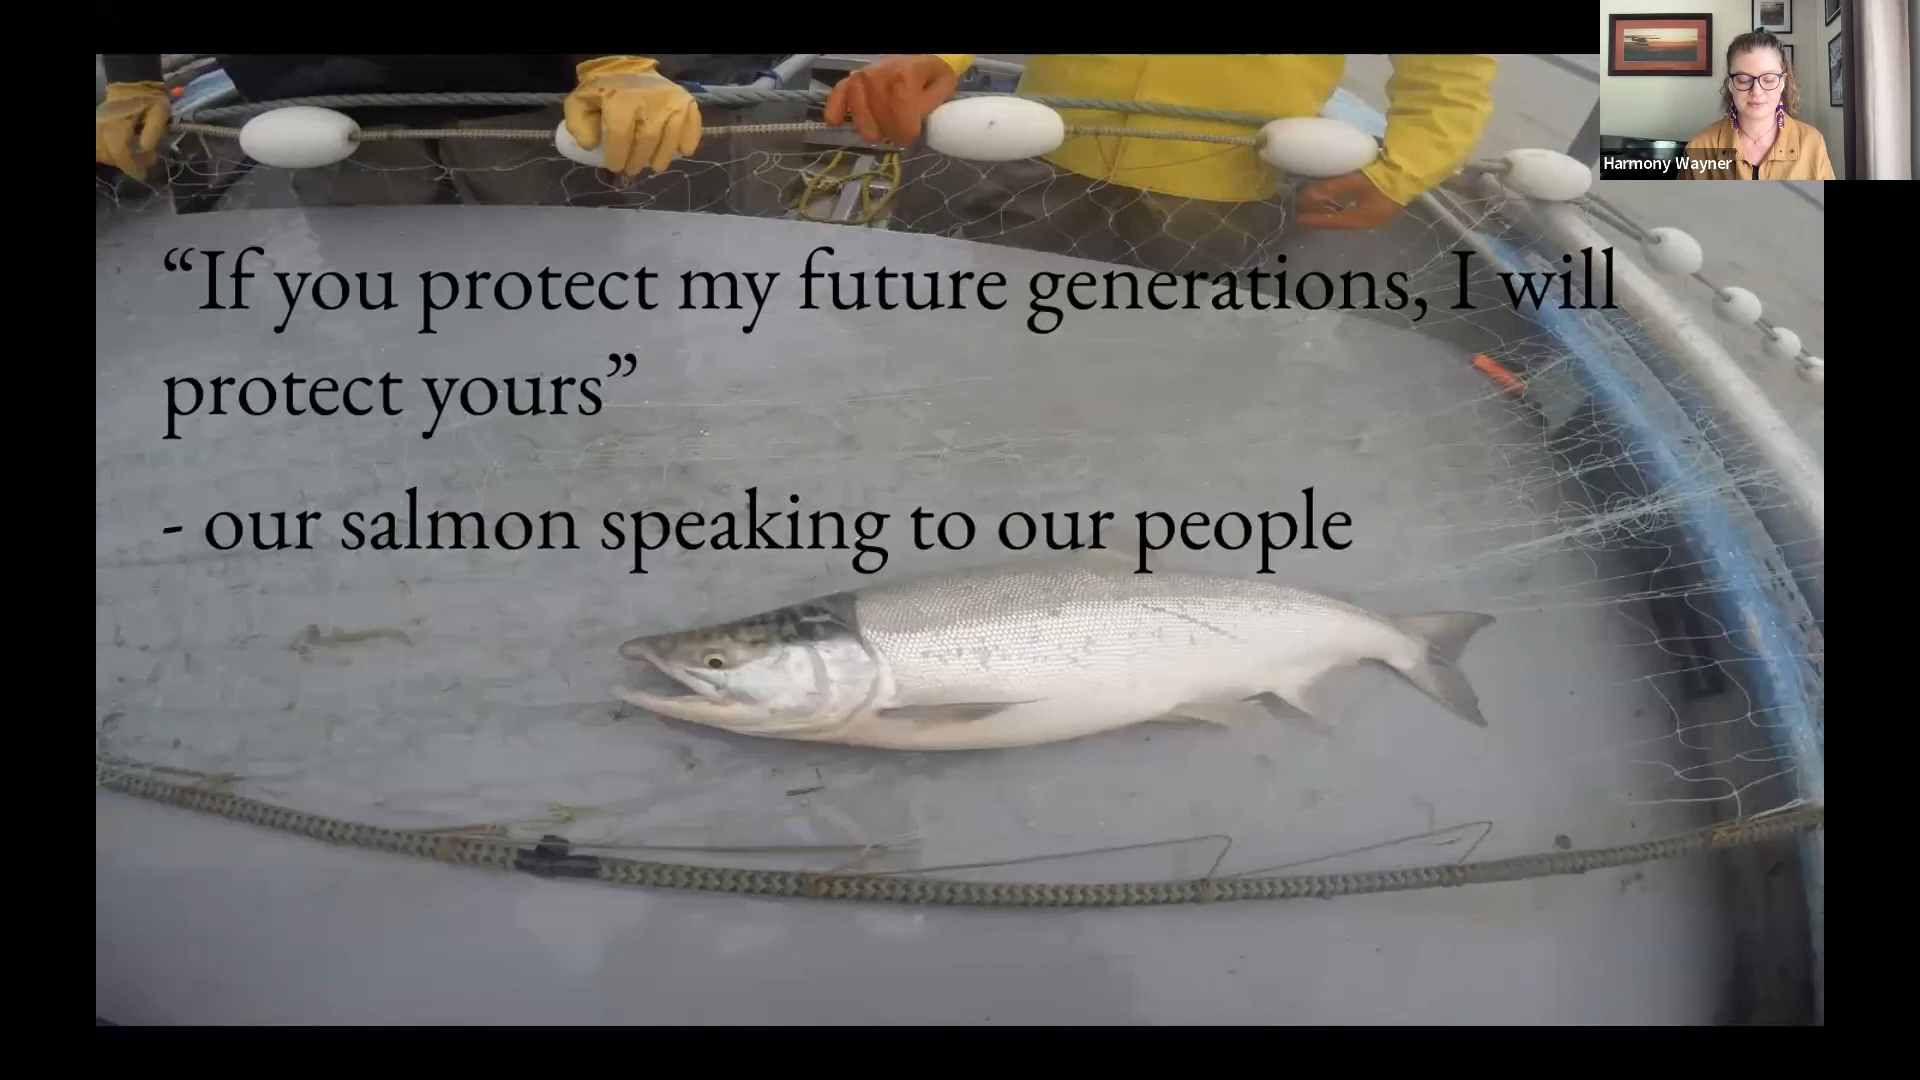 “If you protect my future generations, I will
protect yours”
- our salmon speaking to our people
Harmony Wayner